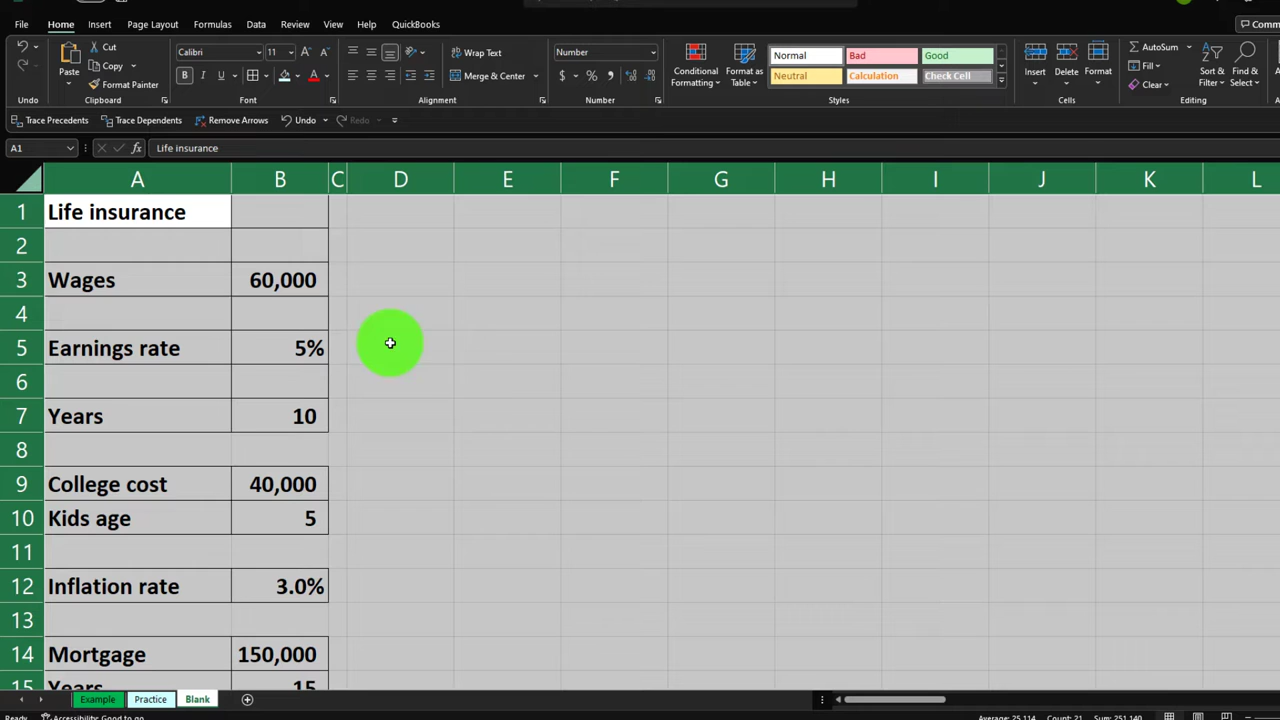 File Home Insert Page Layout Formulas Data Review View Help QuickBooks
Undo
Paste
Cut
Copy
Format Painter
Clipboard
Calibri 11
B I U
Font
Wrap Text
Merge & Center
Alignment
Number
$ % 9
Number
Conditional Formatting
Format as Table
Normal Bad Good
Neutral Calculation Check Cell
Styles
Insert Delete Format
Cells
AutoSum
Fill
Clear
Sort & Filter
Find & Select
Editing
Trace Precedents Trace Dependents Remove Arrows Undo Redo
A1 fx Life insurance
A B C D E F G H I J K L
1 Life insurance
2
3 Wages 60,000
4
5 Earnings rate 5%
6
7 Years 10
8
9 College cost 40,000
10 Kids age 5
11
12 Inflation rate 3.0%
13
14 Mortgage 150,000
15 Years 15
Example Practice Blank
Ready Accessibility: Good to go Average: 25,114 Count: 21 Sum: 251,140